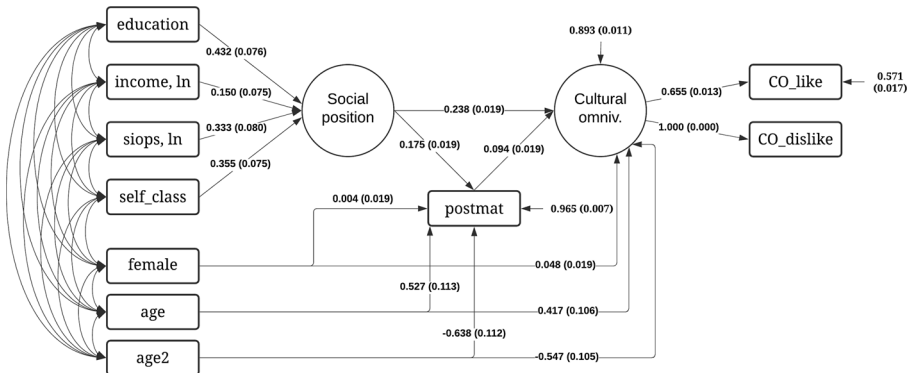 education
0.893 (0.011)
0.432 (0.076)
income, ln
Social
position
Cultural
omniv.
0.655 (0.013)
CO_like
0.571
(0.017)
0.150 (0.075)
0.238 (0.019)
siops, ln
0.333 (0.080)
1.000 (0.000)
CO_dislike
0.175 (0.019)
0.094 (0.019)
0.355 (0.075)
self_class
0.004 (0.019)
postmat
0.965 (0.007)
female
0.048 (0.019)
0.527 (0.113)
age
0.417 (0.106)
-0.638 (0.112)
age2
-0.547 (0.105)